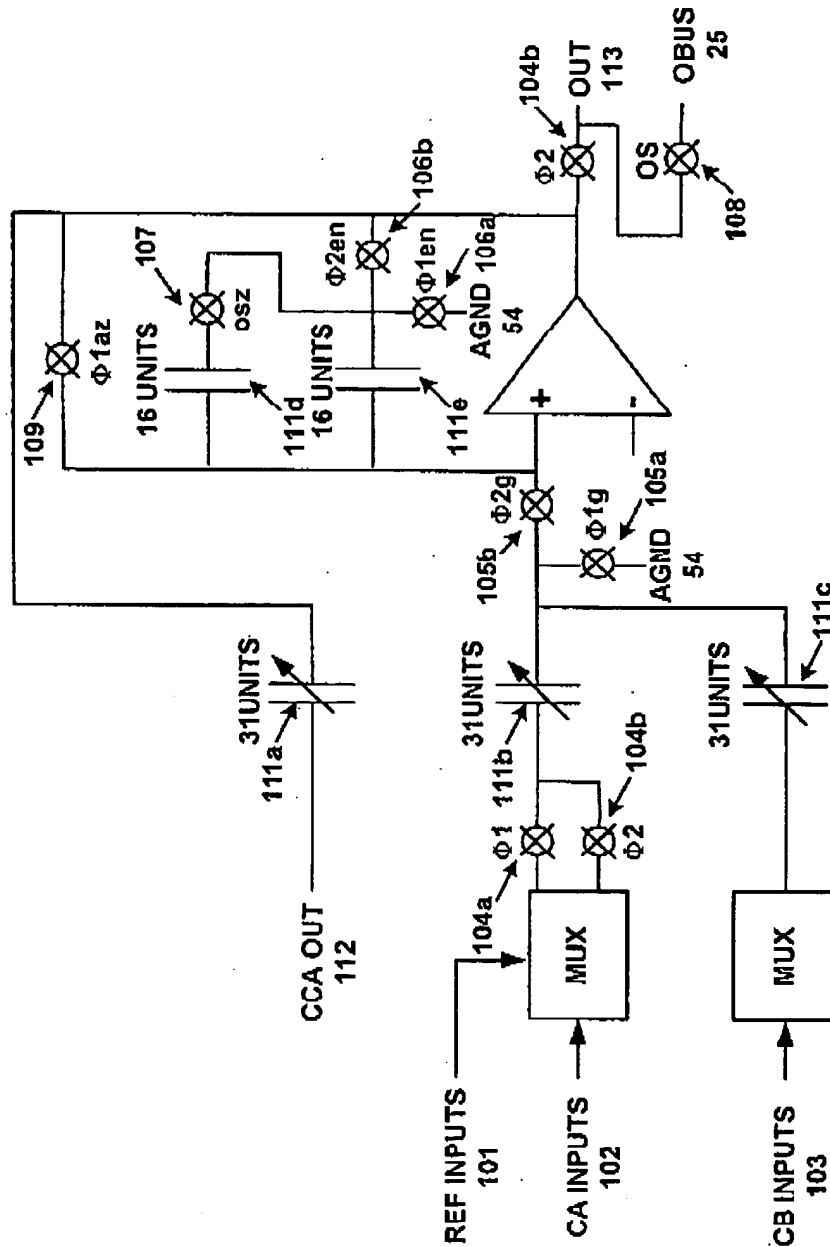 CCA OUT
112
31UNITS
111a
109
Φ1az
16 UNITS
111d
107
osz
16 UNITS
111e
Φ2en
106b
Φ1en
106a
AGND
54
REF INPUTS
101
CA INPUTS
102
MUX
104a
Φ1
Φ2
104b
31UNITS
111b
105b
Φ2g
Φ1g
105a
AGND
54
+
-
Φ2
104b
OUT
113
OS
108
OBUS
25
CB INPUTS
103
MUX
31UNITS
111c